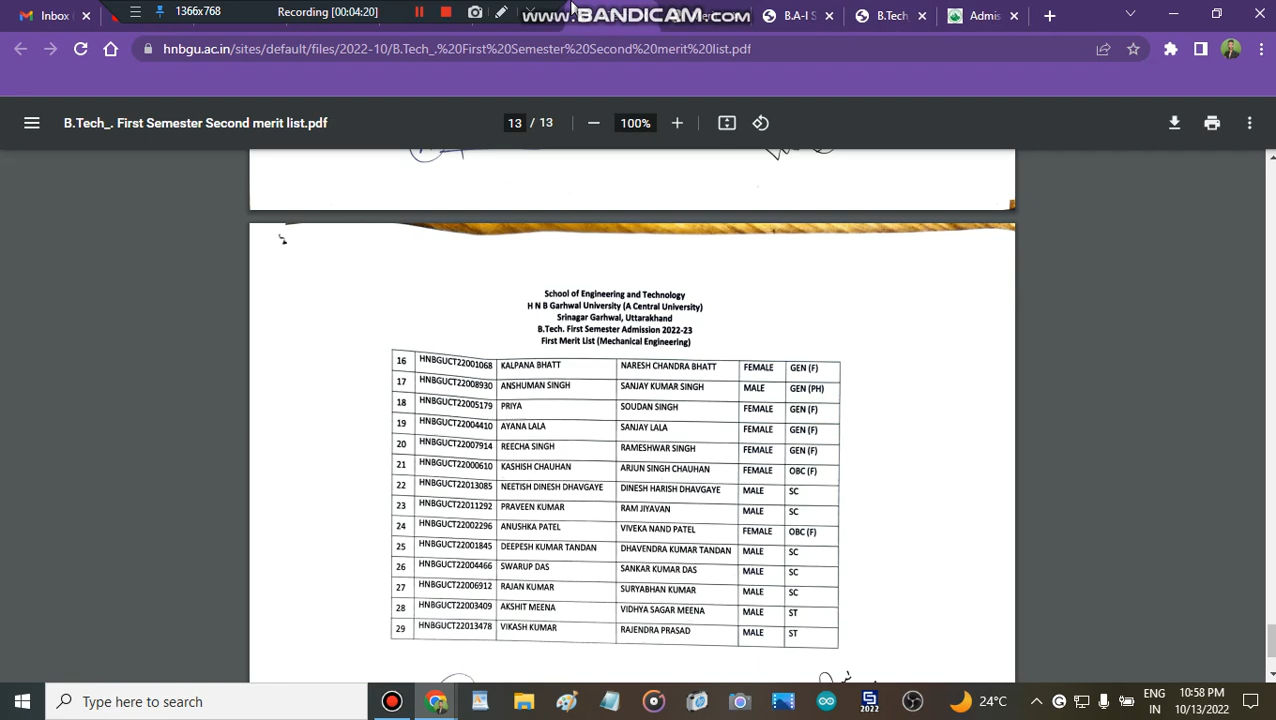 Inbox (
1366x768
Recording [00:04:20]
www.BANDICAM.com
B.A-I S
B.Tech_
Admis
hnbgu.ac.in/sites/default/files/2022-10/B.Tech_.%20First%20Semester%20Second%20merit%20list.pdf
B.Tech_. First Semester Second merit list.pdf
13 / 13
100%
School of Engineering and Technology
H N B Garhwal University (A Central University)
Srinagar Garhwal, Uttarakhand
B.Tech. First Semester Admission 2022-23
First Merit List (Mechanical Engineering)
16 HNBGUCT22001068 KALPANA BHATT NARESH CHANDRA BHATT FEMALE GEN (F)
17 HNBGUCT22008930 ANSHUMAN SINGH SANJAY KUMAR SINGH MALE GEN (PH)
18 HNBGUCT22005179 PRIYA SOUDAN SINGH FEMALE GEN (F)
19 HNBGUCT22004410 AYANA LALA SANJAY LALA FEMALE GEN (F)
20 HNBGUCT22007914 REECHA SINGH RAMESHWAR SINGH FEMALE GEN (F)
21 HNBGUCT22000610 KASHISH CHAUHAN ARJUN SINGH CHAUHAN FEMALE OBC (F)
22 HNBGUCT22013085 NEETISH DINESH DHAVGAYE DINESH HARISH DHAVGAYE MALE SC
23 HNBGUCT22011292 PRAVEEN KUMAR RAM JIYAVAN MALE SC
24 HNBGUCT22002296 ANUSHKA PATEL VIVEKA NAND PATEL FEMALE OBC (F)
25 HNBGUCT22001845 DEEPESH KUMAR TANDAN DHAVENDRA KUMAR TANDAN MALE SC
26 HNBGUCT22004466 SWARUP DAS SANKAR KUMAR DAS MALE SC
27 HNBGUCT22006912 RAJAN KUMAR SURYABHAN KUMAR MALE SC
28 HNBGUCT22003409 AKSHIT MEENA VIDHYA SAGAR MEENA MALE ST
29 HNBGUCT22013478 VIKASH KUMAR RAJENDRA PRASAD MALE ST
Type here to search
2022
24°C
ENG
IN
10:58 PM
10/13/2022